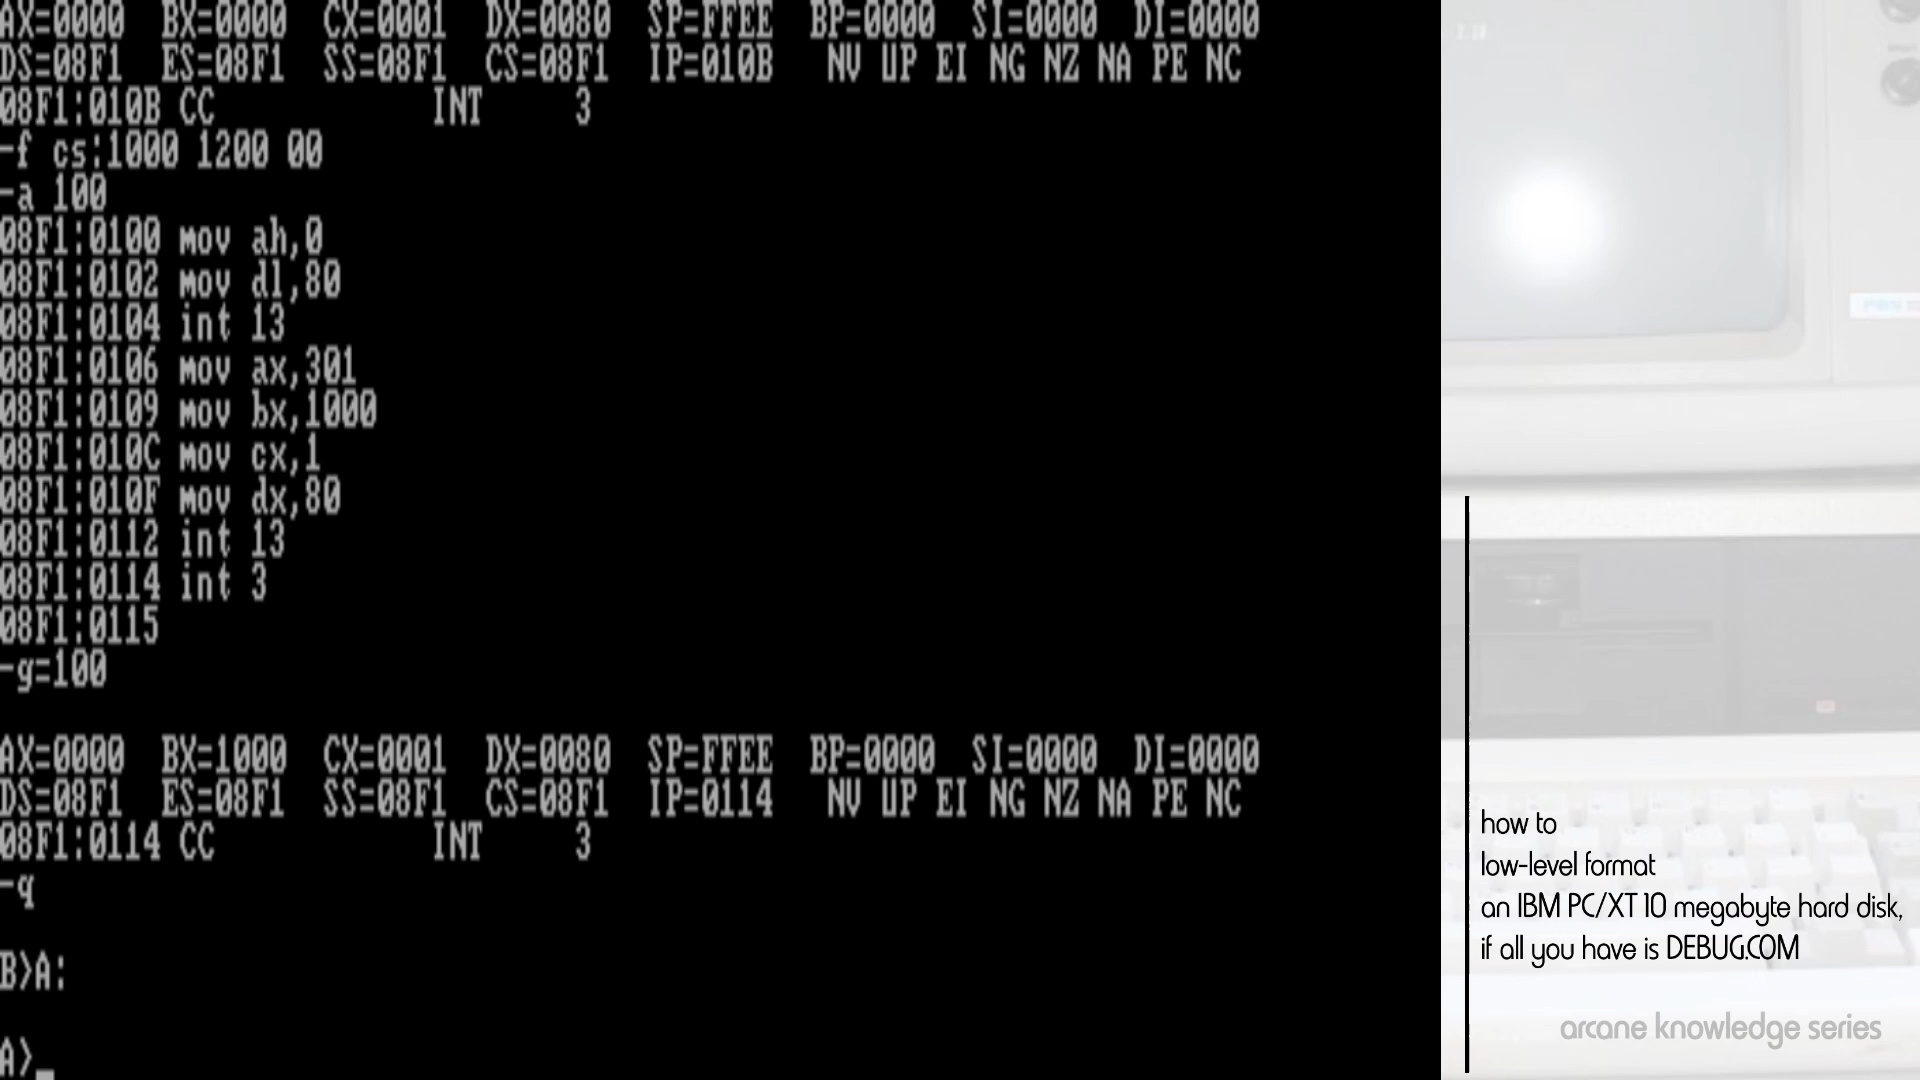 AX=0000  BX=0000  CX=0001  DX=0080  SP=FFEE  BP=0000  SI=0000  DI=0000
DS=08F1  ES=08F1  SS=08F1  CS=08F1  IP=010B   NV UP EI NG NZ NA PE NC
08F1:010B CC            INT     3
-f cs:1000 1200 00
-a 100
08F1:0100 mov ah,0
08F1:0102 mov dl,80
08F1:0104 int 13
08F1:0106 mov ax,301
08F1:0109 mov bx,1000
08F1:010C mov cx,1
08F1:010F mov dx,80
08F1:0112 int 13
08F1:0114 int 3
08F1:0115
-g=100
AX=0000  BX=1000  CX=0001  DX=0080  SP=FFEE  BP=0000  SI=0000  DI=0000
DS=08F1  ES=08F1  SS=08F1  CS=08F1  IP=0114   NV UP EI NG NZ NA PE NC
08F1:0114 CC            INT     3
-q
B>A:
A>_
how to
low-level format
an IBM PC/XT 10 megabyte hard disk,
if all you have is DEBUG.COM
arcane knowledge series